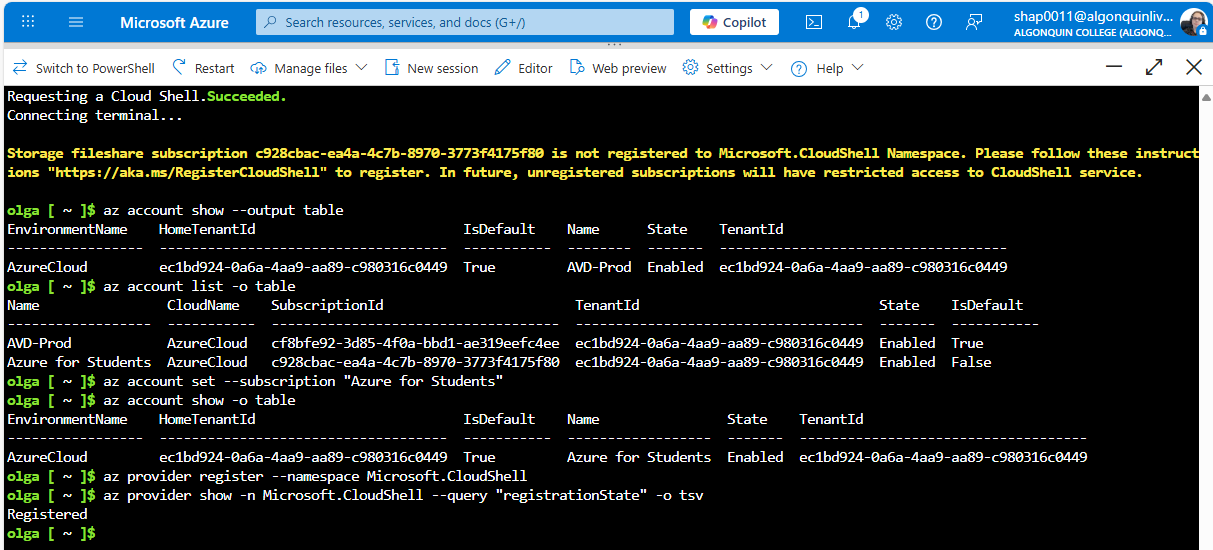 Microsoft Azure
Search resources, services, and docs (G+/)
Copilot
1
shap0011@algonquinliv...
ALGONQUIN COLLEGE (ALGONQ...
Switch to PowerShell
Restart
Manage files
New session
Editor
Web preview
Settings
Help
Requesting a Cloud Shell.Succeeded.
Connecting terminal...
Storage fileshare subscription c928cbac-ea4a-4c7b-8970-3773f4175f80 is not registered to Microsoft.CloudShell Namespace. Please follow these instruct
ions "https://aka.ms/RegisterCloudShell" to register. In future, unregistered subscriptions will have restricted access to CloudShell service.
olga [ ~ ]$ az account show --output table
EnvironmentName    HomeTenantId                          IsDefault    Name      State    TenantId
-----------------  ------------------------------------  -----------  --------  -------  ------------------------------------
AzureCloud         ec1bd924-0a6a-4aa9-aa89-c980316c0449  True         AVD-Prod  Enabled  ec1bd924-0a6a-4aa9-aa89-c980316c0449
olga [ ~ ]$ az account list -o table
Name                CloudName    SubscriptionId                        TenantId                              State    IsDefault
------------------  -----------  ------------------------------------  ------------------------------------  -------  -----------
AVD-Prod            AzureCloud   cf8bfe92-3d85-4f0a-bbd1-ae319eefc4ee  ec1bd924-0a6a-4aa9-aa89-c980316c0449  Enabled  True
Azure for Students  AzureCloud   c928cbac-ea4a-4c7b-8970-3773f4175f80  ec1bd924-0a6a-4aa9-aa89-c980316c0449  Enabled  False
olga [ ~ ]$ az account set --subscription "Azure for Students"
olga [ ~ ]$ az account show -o table
EnvironmentName    HomeTenantId                          IsDefault    Name                State    TenantId
-----------------  ------------------------------------  -----------  ------------------  -------  ------------------------------------
AzureCloud         ec1bd924-0a6a-4aa9-aa89-c980316c0449  True         Azure for Students  Enabled  ec1bd924-0a6a-4aa9-aa89-c980316c0449
olga [ ~ ]$ az provider register --namespace Microsoft.CloudShell
olga [ ~ ]$ az provider show -n Microsoft.CloudShell --query "registrationState" -o tsv
Registered
olga [ ~ ]$